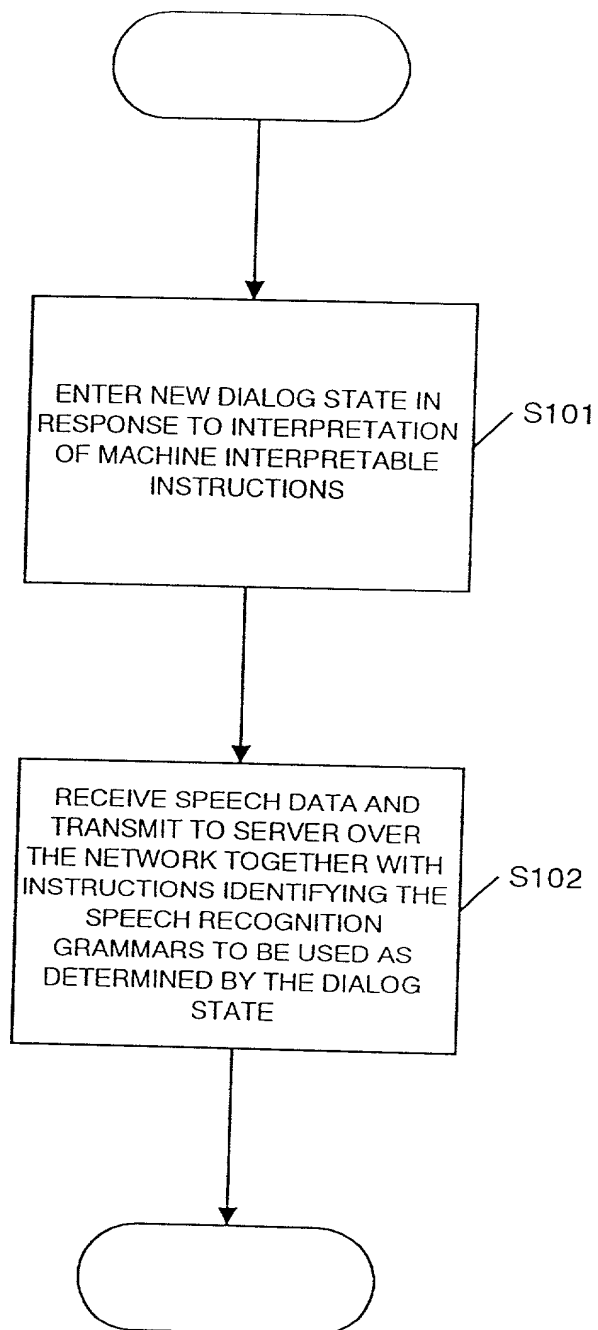 ENTER NEW DIALOG STATE IN
RESPONSE TO INTERPRETATION
OF MACHINE INTERPRETABLE
INSTRUCTIONS
S101
RECEIVE SPEECH DATA AND
TRANSMIT TO SERVER OVER
THE NETWORK TOGETHER WITH
INSTRUCTIONS IDENTIFYING THE
SPEECH RECOGNITION
GRAMMARS TO BE USED AS
DETERMINED BY THE DIALOG
STATE
S102